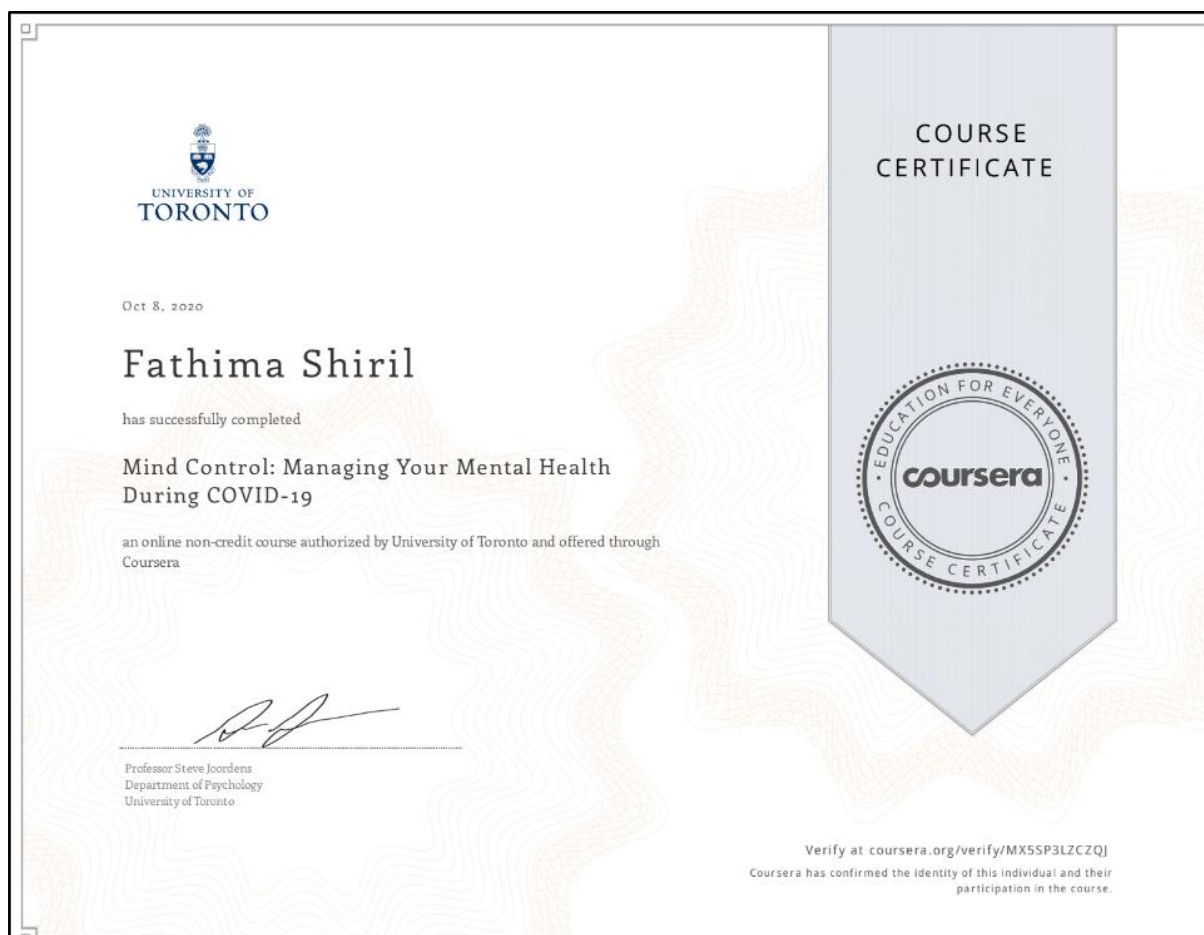 UNIVERSITY OF
TORONTO
COURSE
CERTIFICATE
Oct 8, 2020
Fathima Shiril
has successfully completed
Mind Control: Managing Your Mental Health
During COVID-19
an online non-credit course authorized by University of Toronto and offered through
Coursera
EDUCATION FOR EVERYONE
coursera
COURSE CERTIFICATE
Professor Steve Joordens
Department of Psychology
University of Toronto
Verify at coursera.org/verify/MX5SP3LZCZQJ
Coursera has confirmed the identity of this individual and their
participation in the course.